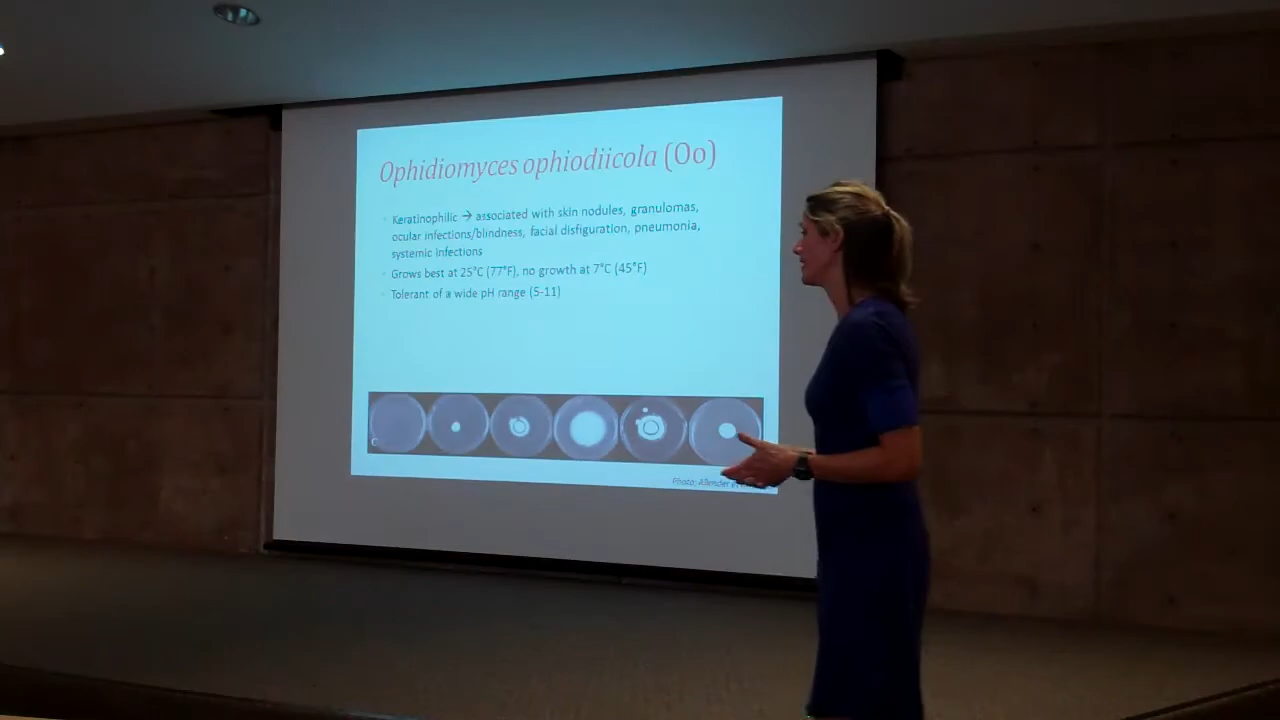 Ophidiomyces ophiodiicola (Oo)
Keratinophilic → associated with skin nodules, granulomas,
ocular infections/blindness, facial disfiguration, pneumonia,
systemic infections
Grows best at 25°C (77°F), no growth at 7°C (45°F)
Tolerant of a wide pH range (5-11)
Photo: Allender